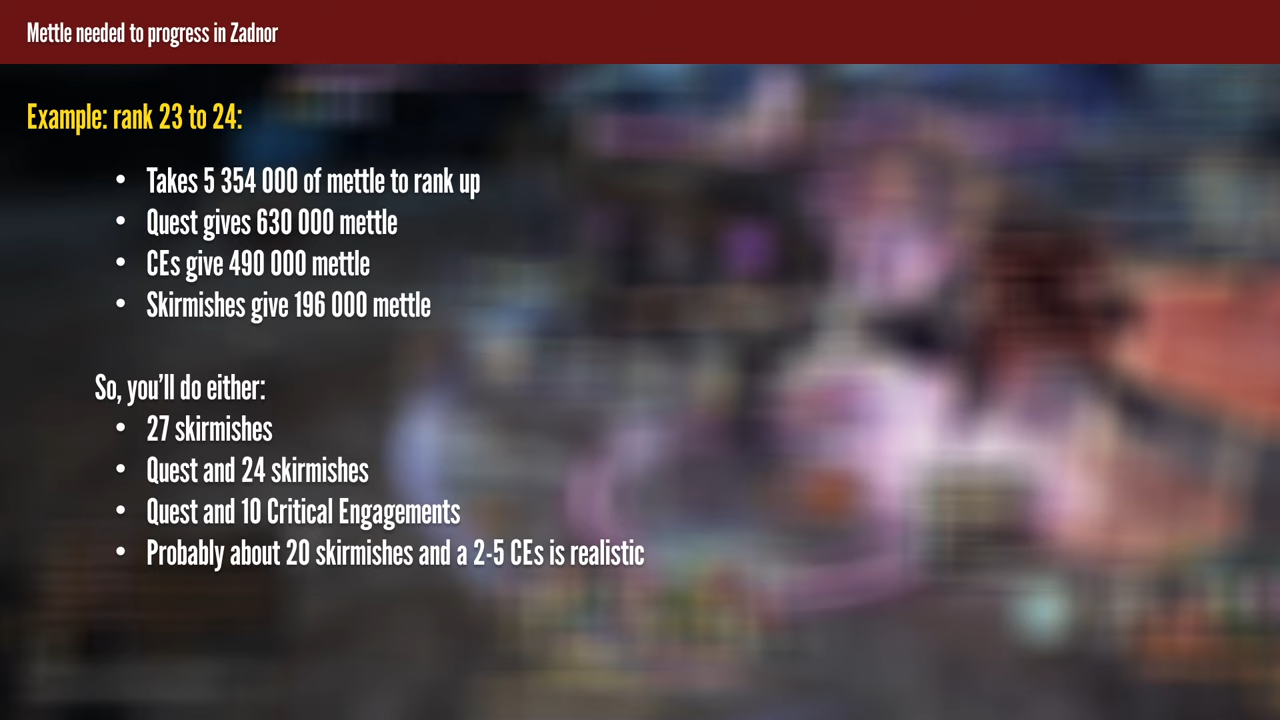 Mettle needed to progress in Zadnor
Example: rank 23 to 24:
• Takes 5 354 000 of mettle to rank up
• Quest gives 630 000 mettle
• CEs give 490 000 mettle
• Skirmishes give 196 000 mettle
So, you’ll do either:
• 27 skirmishes
• Quest and 24 skirmishes
• Quest and 10 Critical Engagements
• Probably about 20 skirmishes and a 2-5 CEs is realistic